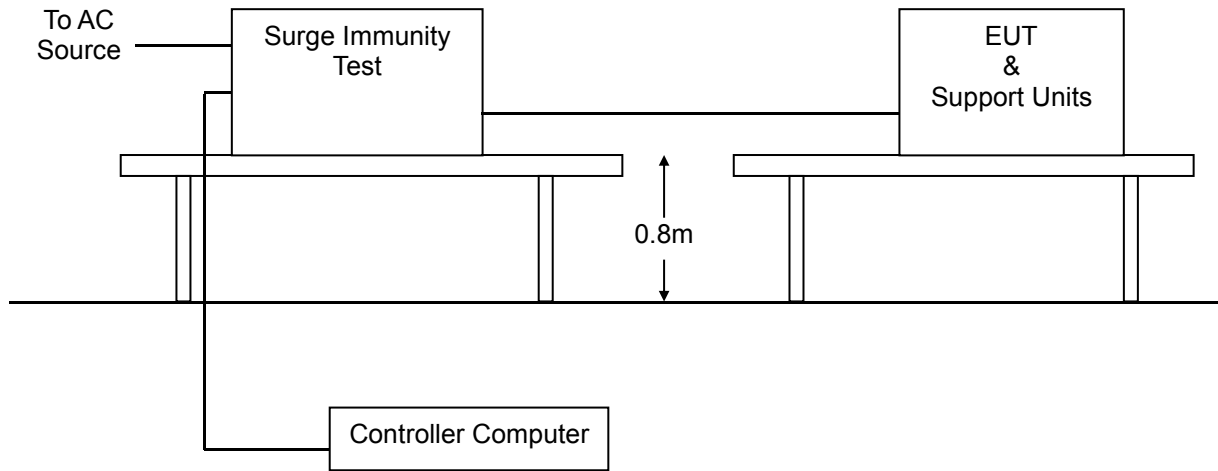 To AC
Source
Surge Immunity
Test
EUT
&
Support Units
0.8m
Controller Computer